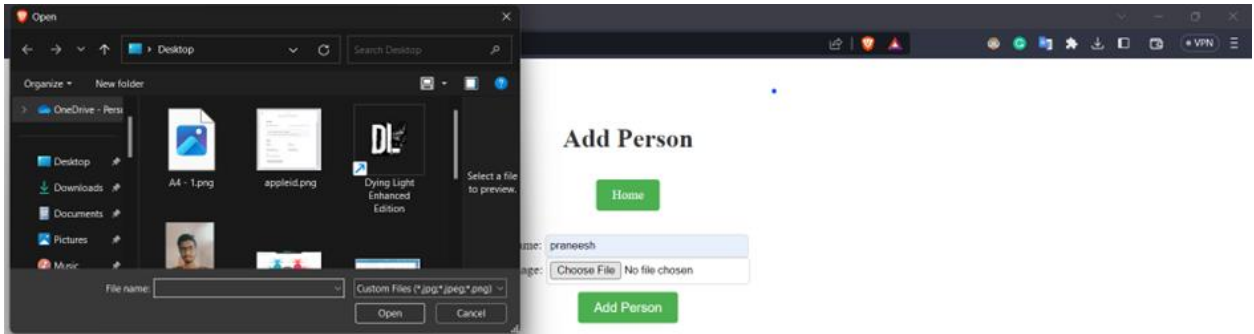 Open
Desktop
Search Desktop
Organize
New folder
OneDrive - Pers
Desktop
Downloads
Documents
Pictures
Music
A4 - 1.png
appleid.png
DL
Dying Light
Enhanced
Edition
Select a file
to preview.
File name:
Custom Files (*.jpg;*.jpeg;*.png)
Open
Cancel
VPN
Add Person
Home
ame: praneesh
age: Choose File No file chosen
Add Person